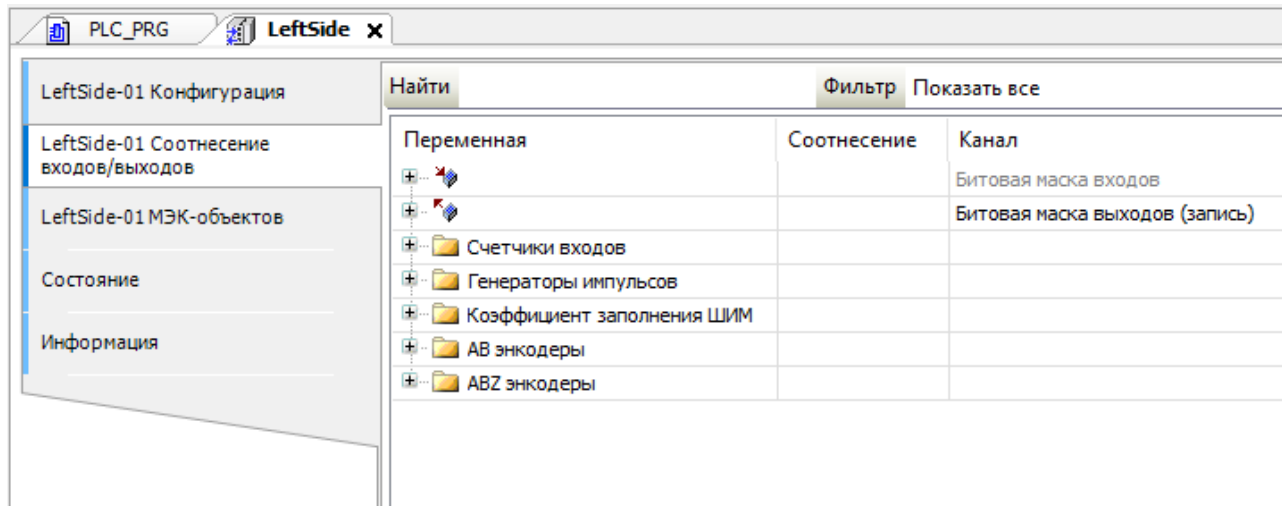 PLC_PRG
LeftSide
LeftSide-01 Конфигурация
LeftSide-01 Соотнесение
входов/выходов
LeftSide-01 МЭК-объектов
Состояние
Информация
Найти
Фильтр Показать все
Переменная Соотнесение Канал
Битовая маска входов
Битовая маска выходов (запись)
Счетчики входов
Генераторы импульсов
Коэффициент заполнения ШИМ
АВ энкодеры
ABZ энкодеры